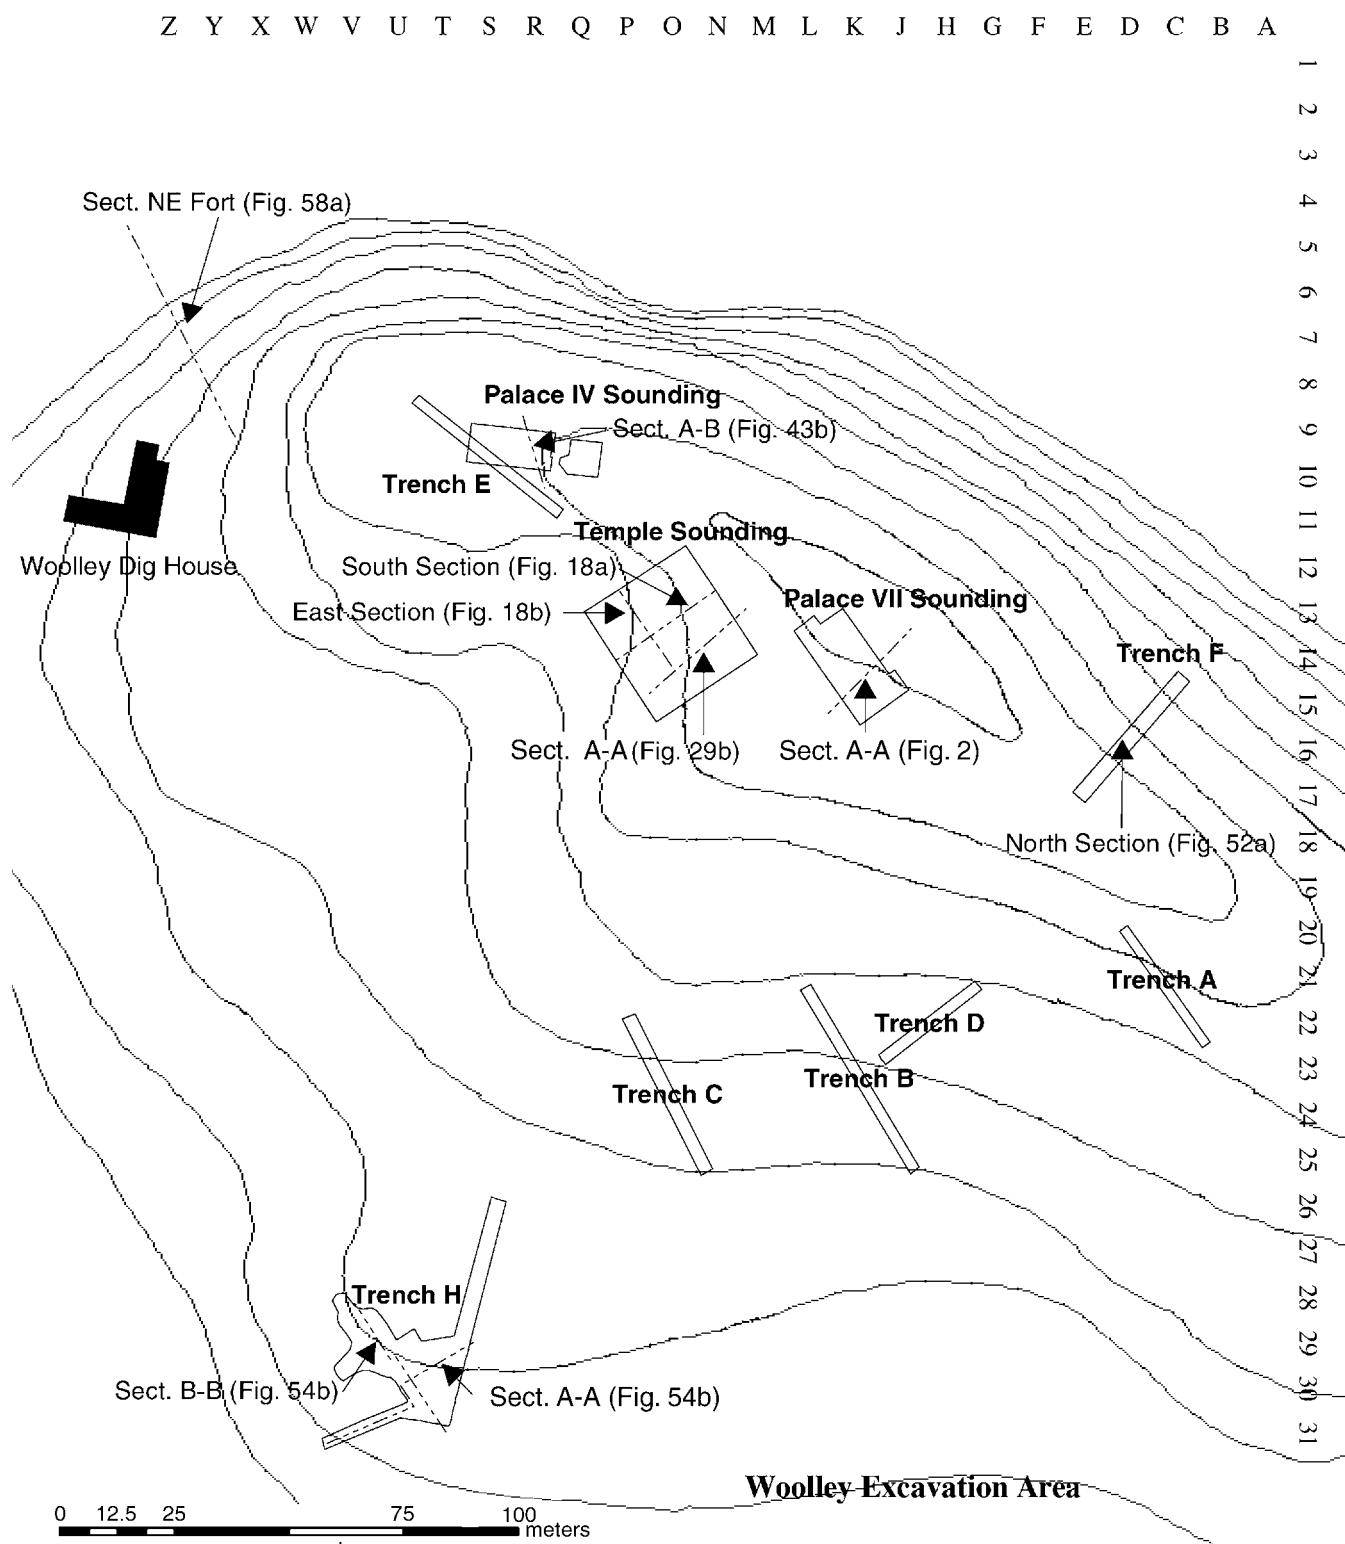 Z Y X W V U T S R Q P O N M L K J H G F E D C B A
1
2
3
4
5
6
7
8
9
10
11
12
13
14
15
16
17
18
19
20
21
22
23
24
25
26
27
28
29
30
31
Sect. NE Fort (Fig. 58a)
Palace IV Sounding
Sect. A-B (Fig. 43b)
Trench E
Temple Sounding
South Section (Fig. 18a)
Woolley Dig House
Palace VII Sounding
East Section (Fig. 18b)
Trench F
Sect. A-A (Fig. 29b)
Sect. A-A (Fig. 2)
North Section (Fig. 52a)
Trench A
Trench D
Trench B
Trench C
Trench H
Sect. B-B (Fig. 54b)
Sect. A-A (Fig. 54b)
Woolley Excavation Area
0 12.5 25 75 100
meters